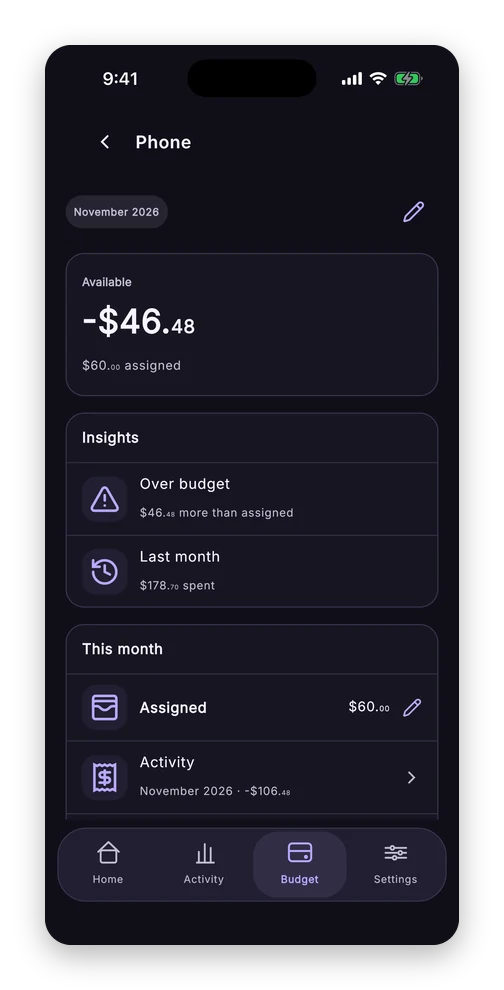 9:41
Phone
November 2026
Available
-$46.48
$60.00 assigned
Insights
Over budget
$46.48 more than assigned
Last month
$178.70 spent
This month
Assigned $60.00
Activity
November 2026 · -$106.48
Home Activity Budget Settings